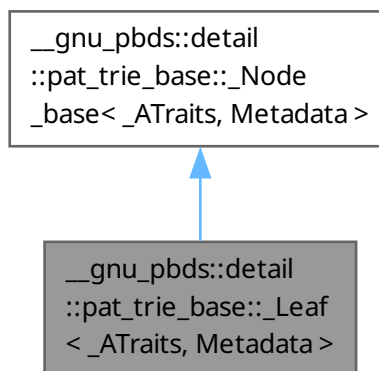 __gnu_pbds::detail
::pat_trie_base::_Node
_base< _ATraits, Metadata >
__gnu_pbds::detail
::pat_trie_base::_Leaf
< _ATraits, Metadata >